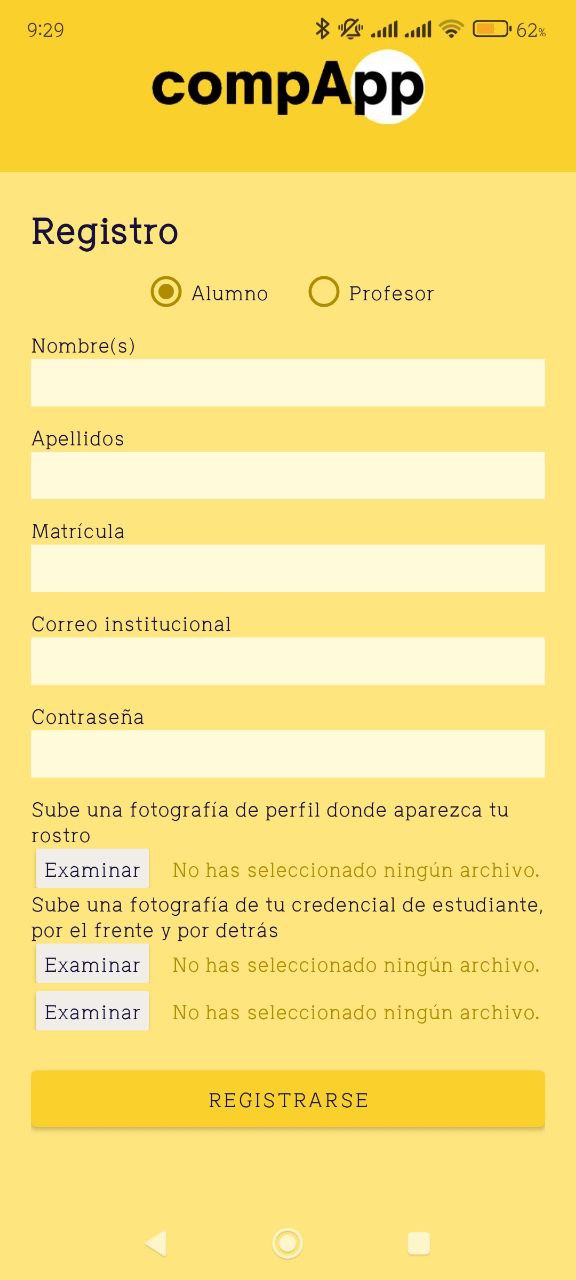 9:29
62%
compApp
Registro
Alumno
Profesor
Nombre(s)
Apellidos
Matrícula
Correo institucional
Contraseña
Sube una fotografía de perfil donde aparezca tu
rostro
Examinar No has seleccionado ningún archivo.
Sube una fotografía de tu credencial de estudiante,
por el frente y por detrás
Examinar No has seleccionado ningún archivo.
Examinar No has seleccionado ningún archivo.
REGISTRARSE